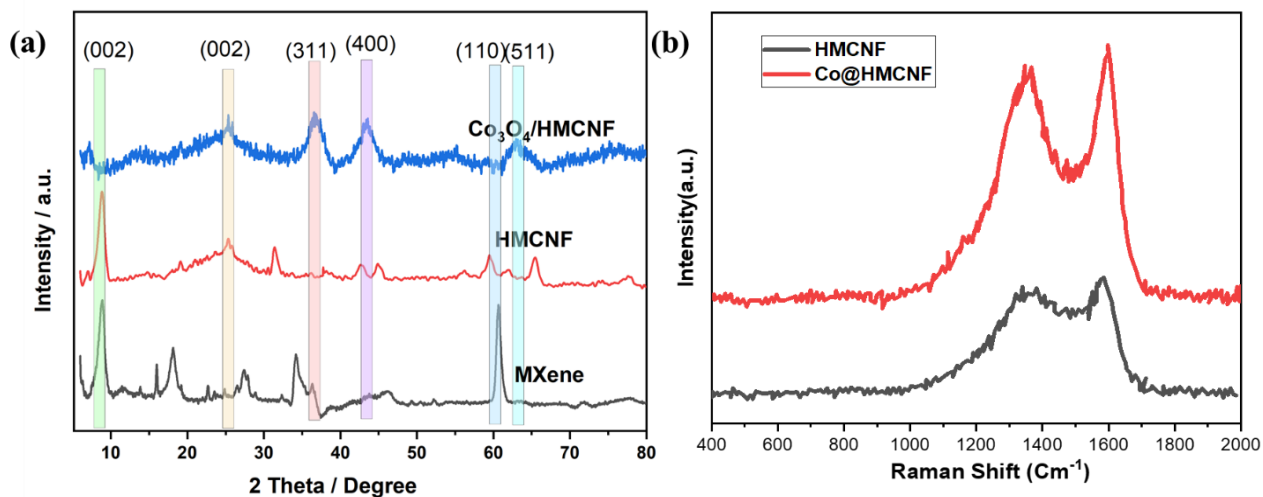 (a)
(002) (002) (311) (400) (110) (511)
Co₃O₄/HMCNF
HMCNF
MXene
Intensity / a.u.
10 20 30 40 50 60 70 80
2 Theta / Degree
(b)
HMCNF
Co@HMCNF
Intensity(a.u.)
400 600 800 1000 1200 1400 1600 1800 2000
Raman Shift (Cm⁻¹)